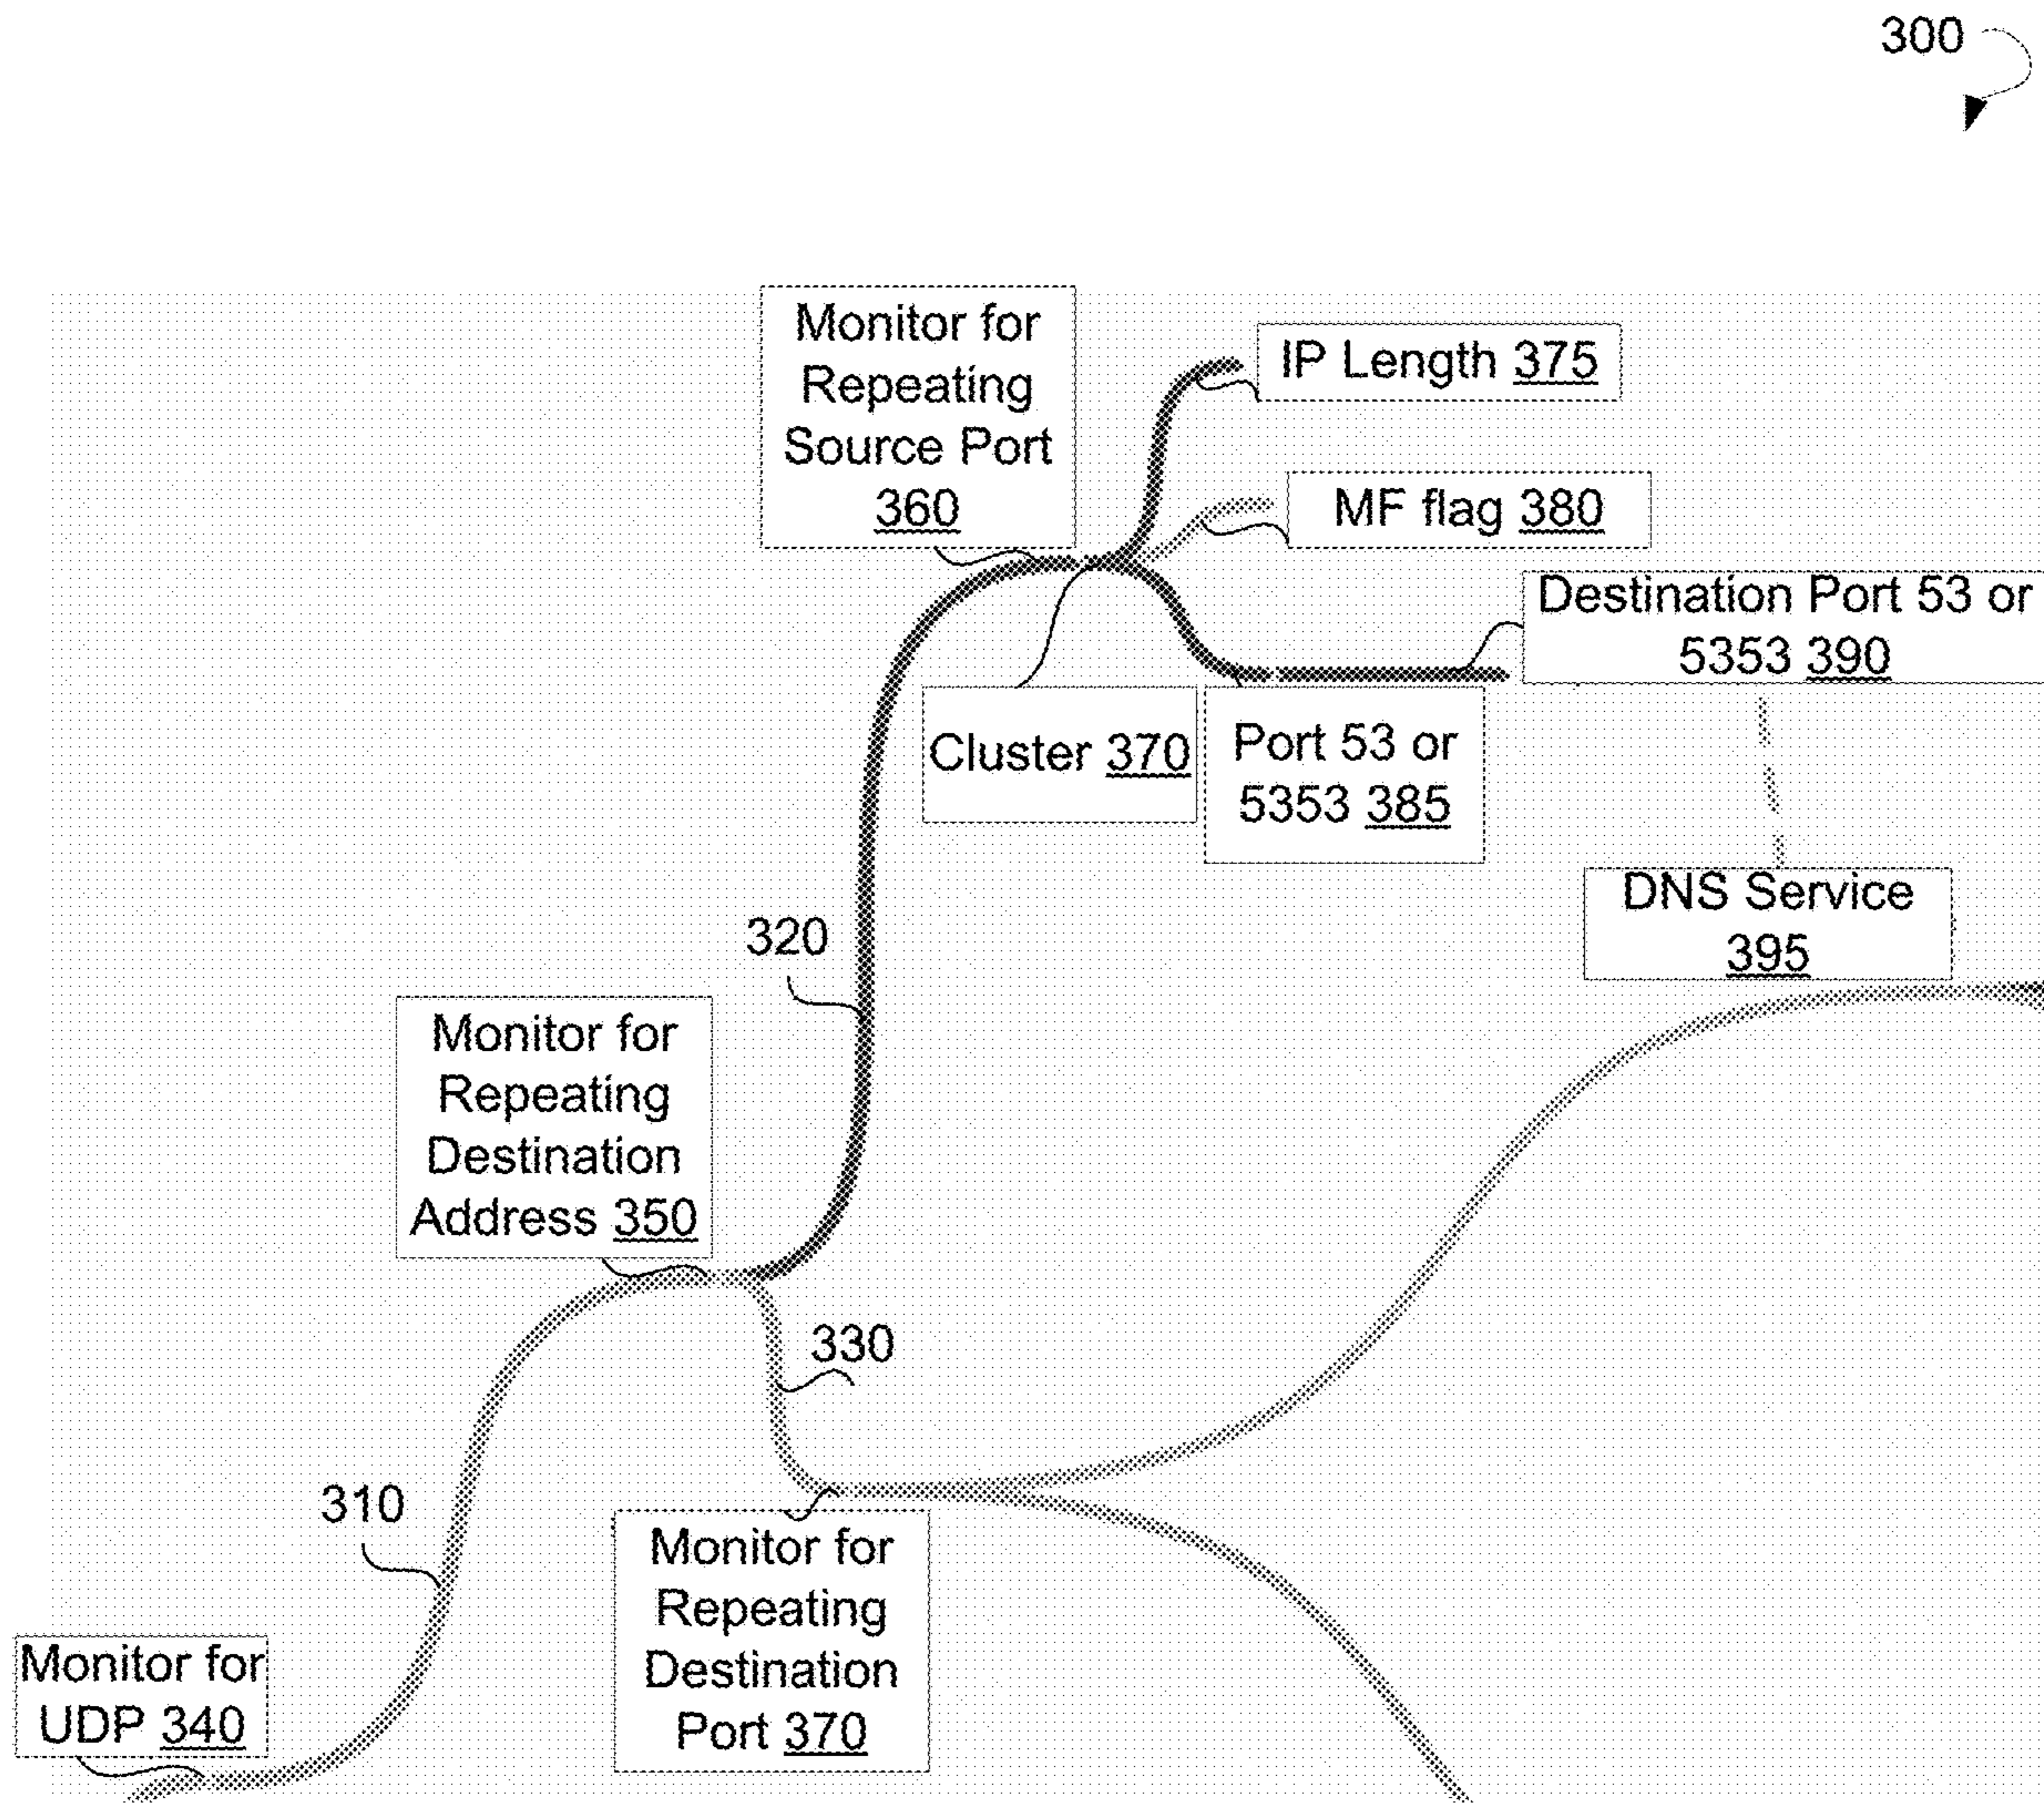 300
Monitor for
Repeating
Source Port
360
IP Length 375
MF flag 380
Destination Port 53 or
5353 390
Cluster 370
Port 53 or
5353 385
DNS Service
395
320
Monitor for
Repeating
Destination
Address 350
330
310
Monitor for
Repeating
Destination
Port 370
Monitor for
UDP 340